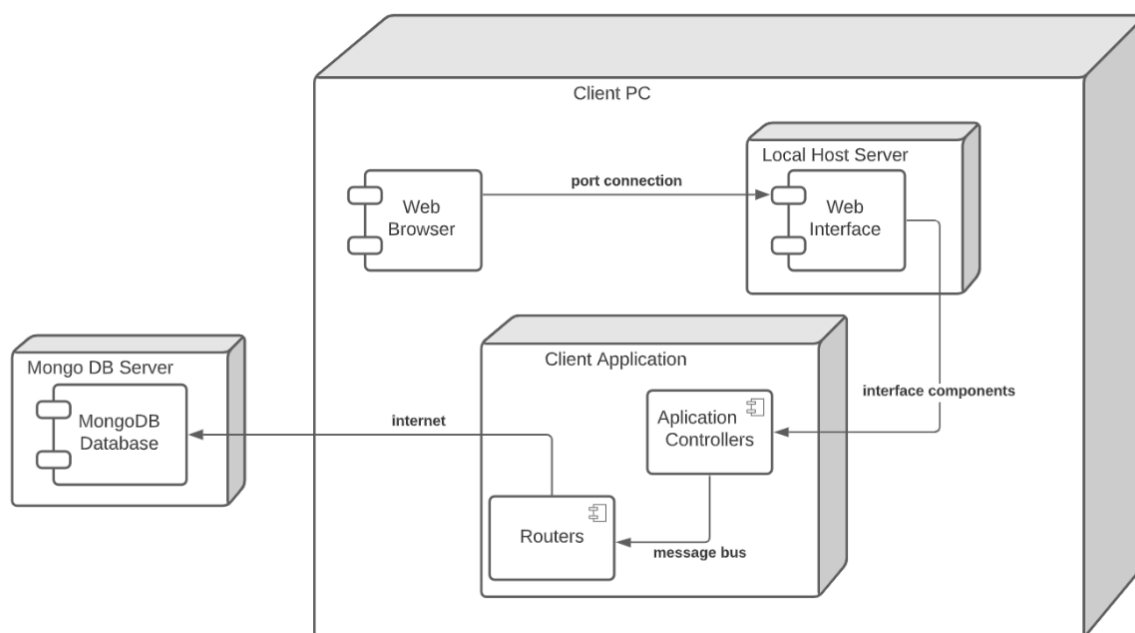 Client PC
Local Host Server
port connection
Web
Browser
Web
Interface
Mongo DB Server
MongoDB
Database
Client Application
interface components
Aplication
Controllers
internet
Routers
message bus